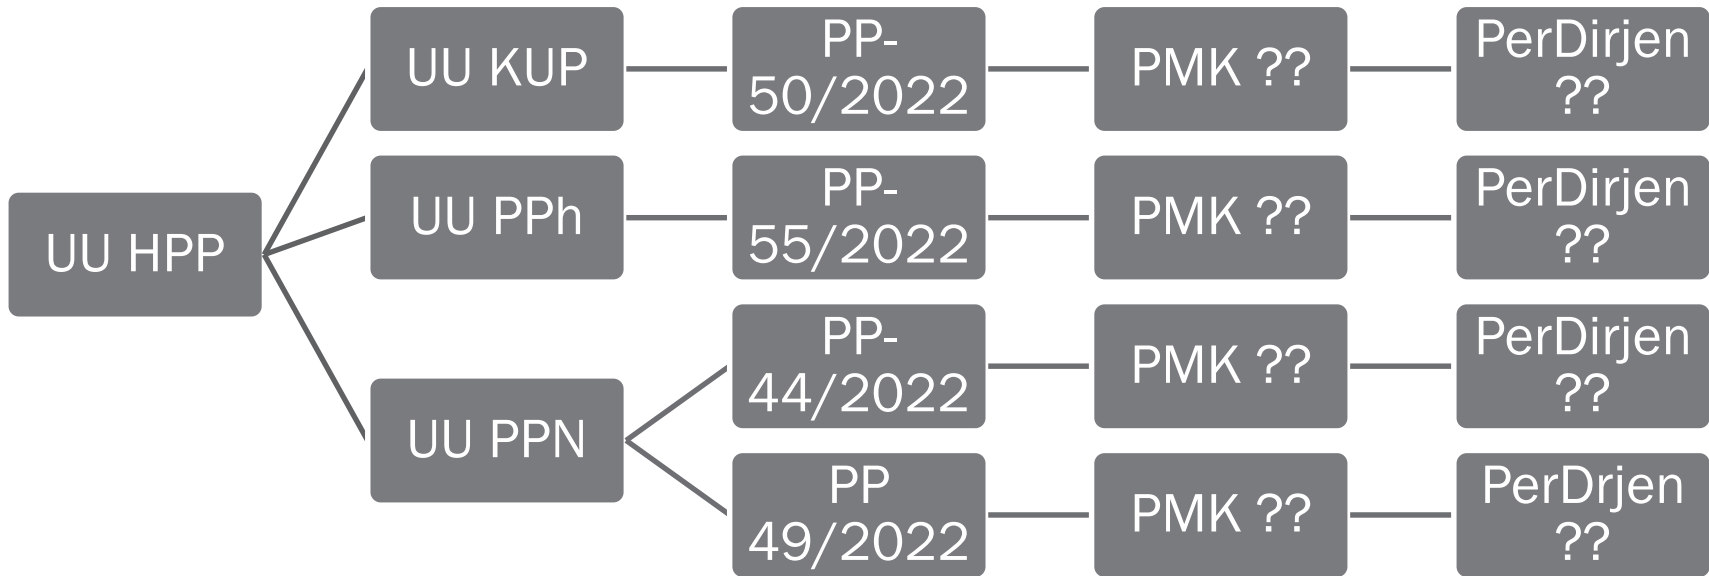 UU HPP
UU KUP
PP-
50/2022
PMK ??
PerDirjen
??
UU PPh
PP-
55/2022
PMK ??
PerDirjen
??
UU PPN
PP-
44/2022
PMK ??
PerDirjen
??
PP
49/2022
PMK ??
PerDrjen
??